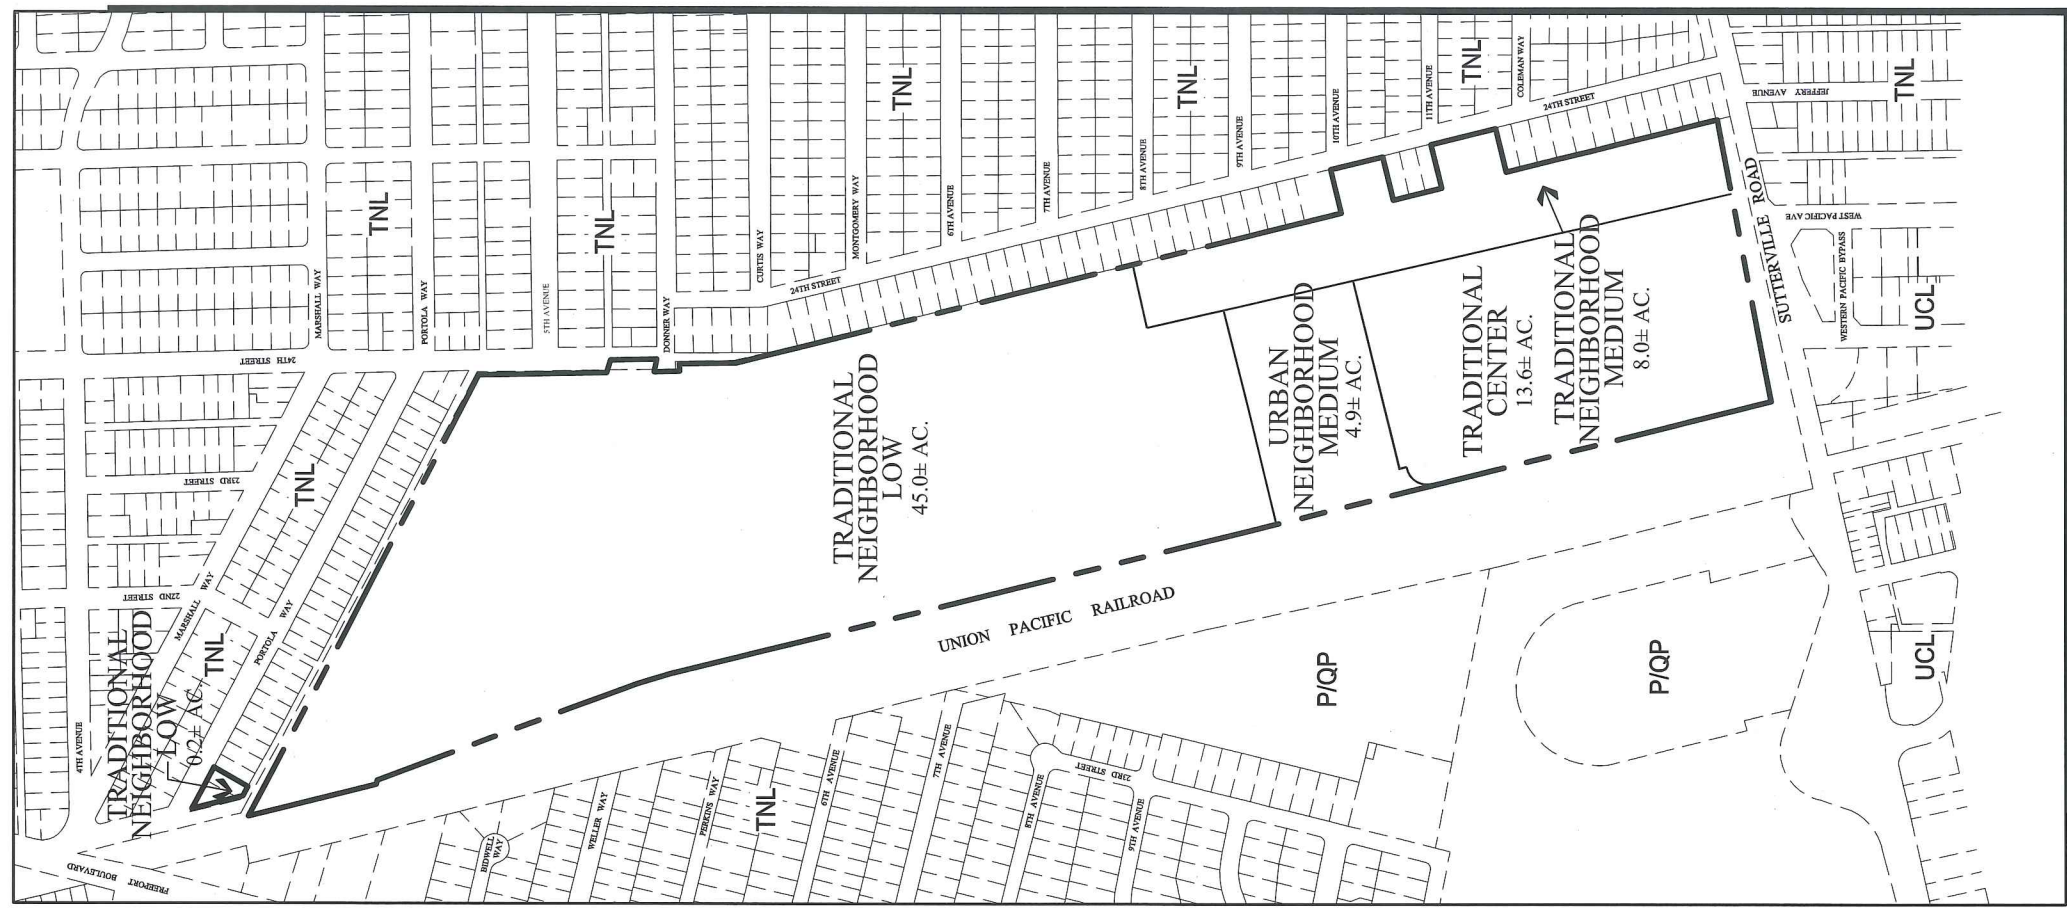 TRADITIONAL
NEIGHBORHOOD
LOW
0.2± AC.
TRADITIONAL
NEIGHBORHOOD
LOW
45.0± AC.
URBAN
NEIGHBORHOOD
MEDIUM
4.9± AC.
TRADITIONAL
CENTER
13.6± AC.
TRADITIONAL
NEIGHBORHOOD
MEDIUM
8.0± AC.
UNION PACIFIC RAILROAD
SUTTERVILLE ROAD
FREEPORT
BOULEVARD
4TH AVENUE
22ND STREET
23RD STREET
24TH STREET
MARSHALL WAY
MARSHALL WAY
PORTOLA WAY
PORTOLA WAY
5TH AVENUE
DONNER WAY
CURTIS WAY
24TH STREET
MONTGOMERY WAY
6TH AVENUE
7TH AVENUE
8TH AVENUE
9TH AVENUE
10TH AVENUE
11TH AVENUE
COLEMAN WAY
24TH STREET
JEFFERY AVENUE
WEST PACIFIC AVE
WESTERN PACIFIC BYPASS
BIDWELL
WAY
WELLER WAY
PERKINS WAY
6TH AVENUE
7TH AVENUE
8TH AVENUE
23RD STREET
9TH AVENUE
TNL
TNL
TNL
TNL
TNL
TNL
TNL
TNL
TNL
TNL
P/QP
P/QP
UCL
UCL